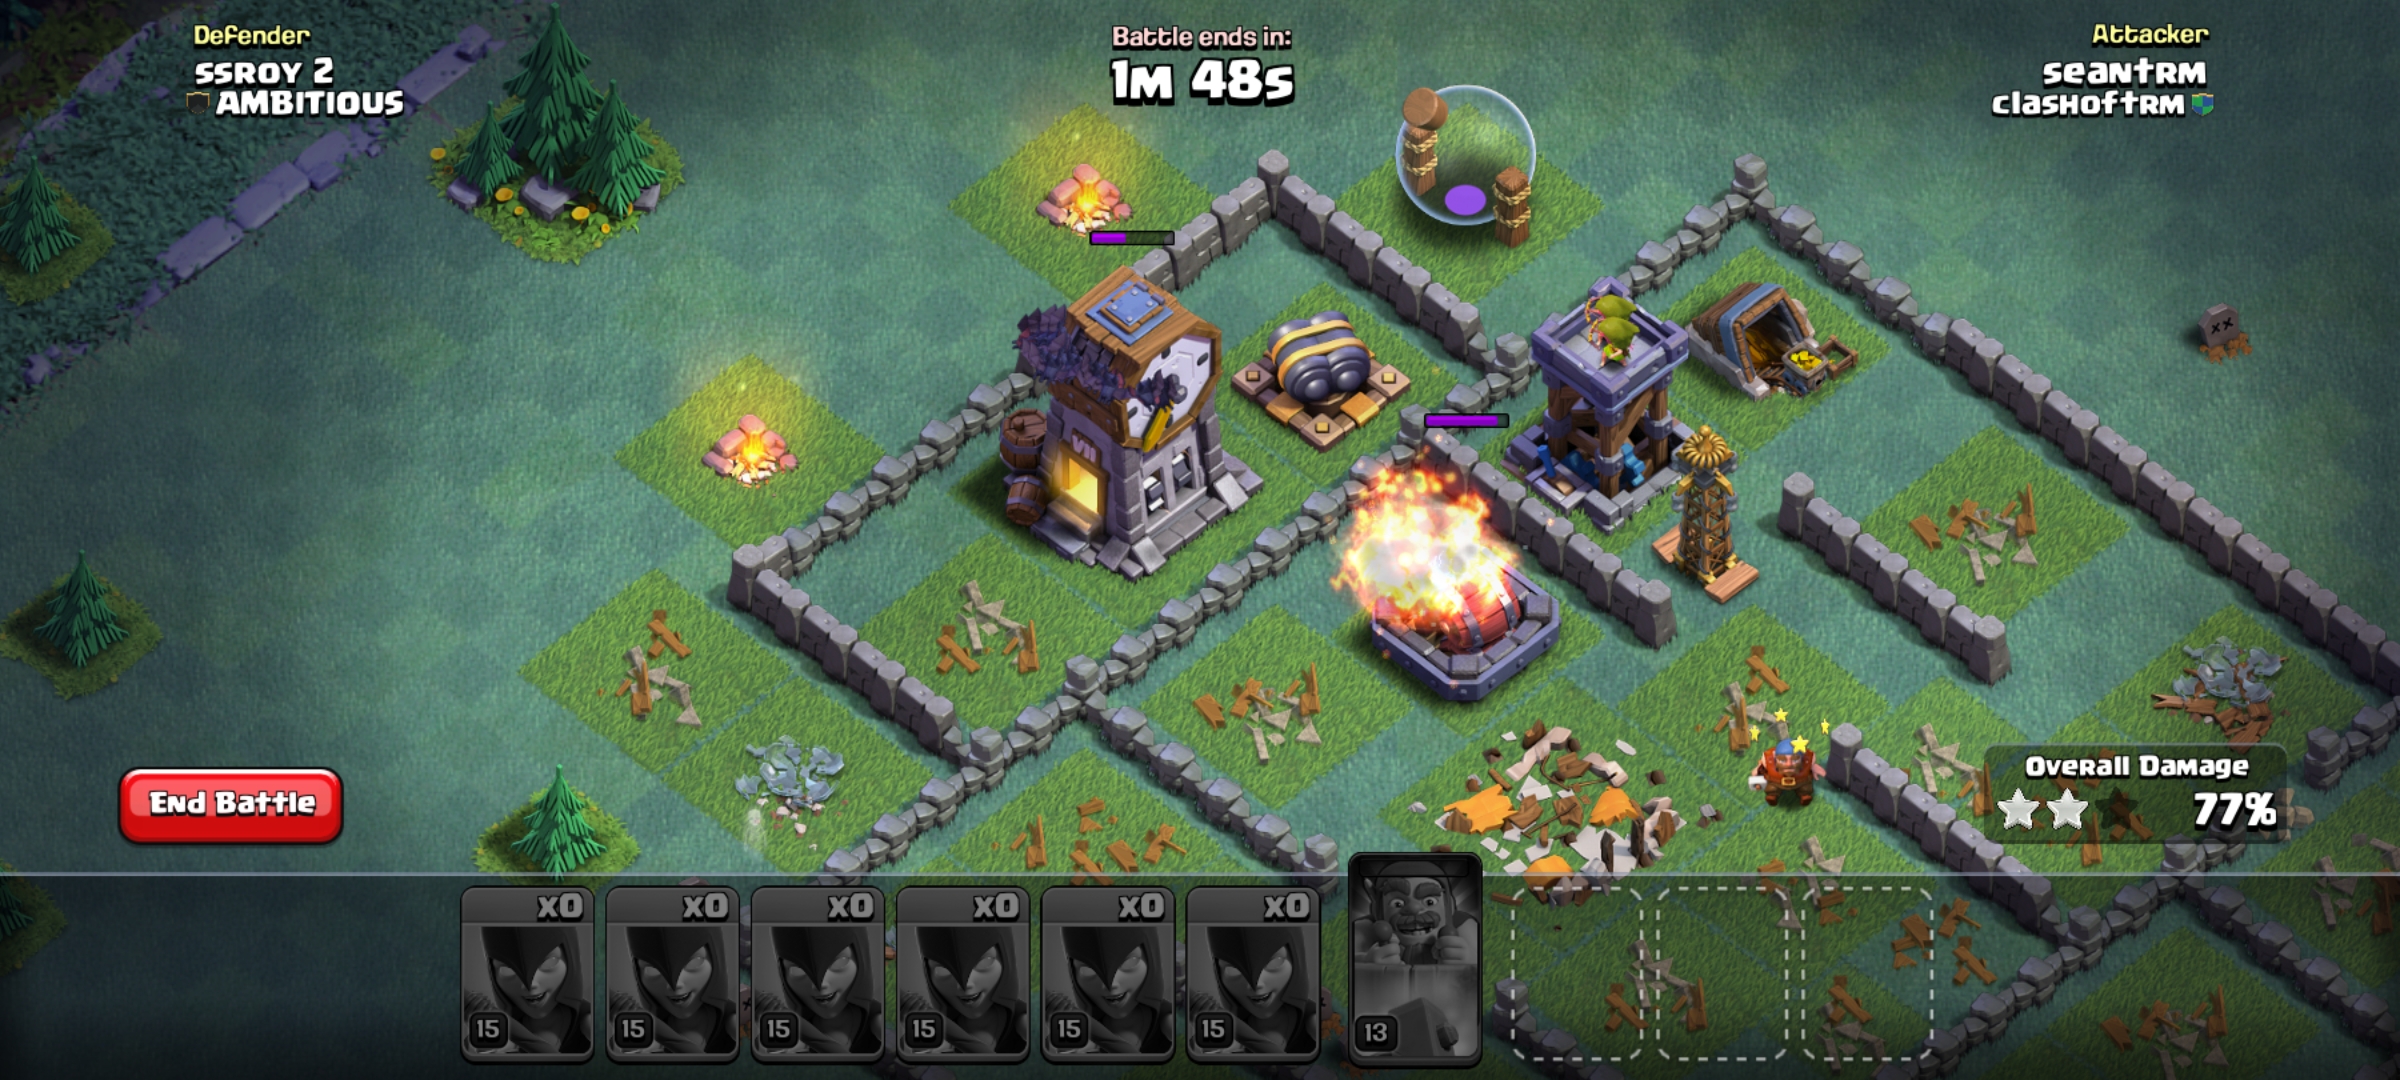 Defender
SSROY 2
AMBITIOUS
Battle ends in:
1M 48S
Attacker
seantRM
clashoftRM
VII
End Battle
Overall Damage
77%
x0
x0
x0
x0
x0
x0
15
15
15
15
15
15
13